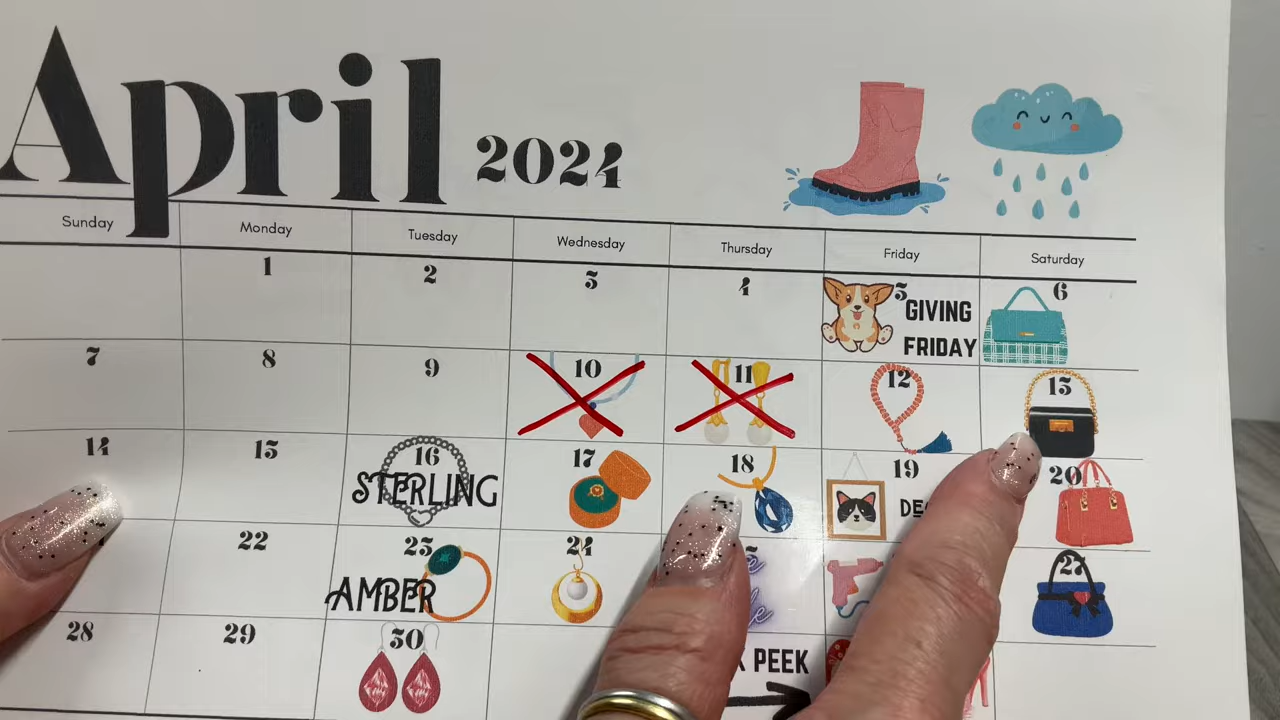 April 2024
Sunday Monday Tuesday Wednesday Thursday Friday Saturday
1 2 3 4 5 6
GIVING
FRIDAY
7 8 9 10 11 12 13
14 15 16 17 18 19 20
STERLING
22 23 24 27
AMBER
28 29 30
PEEK